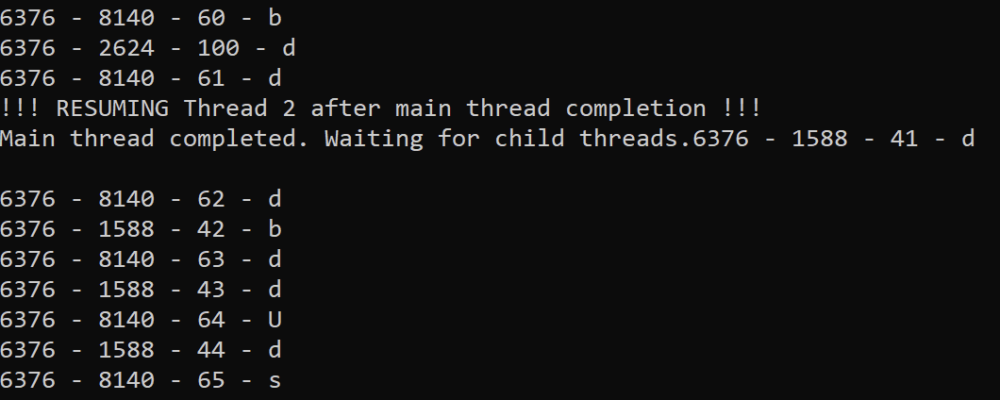 6376 - 8140 - 60 - b
6376 - 2624 - 100 - d
6376 - 8140 - 61 - d
!!! RESUMING Thread 2 after main thread completion !!!
Main thread completed. Waiting for child threads.6376 - 1588 - 41 - d
6376 - 8140 - 62 - d
6376 - 1588 - 42 - b
6376 - 8140 - 63 - d
6376 - 1588 - 43 - d
6376 - 8140 - 64 - U
6376 - 1588 - 44 - d
6376 - 8140 - 65 - s